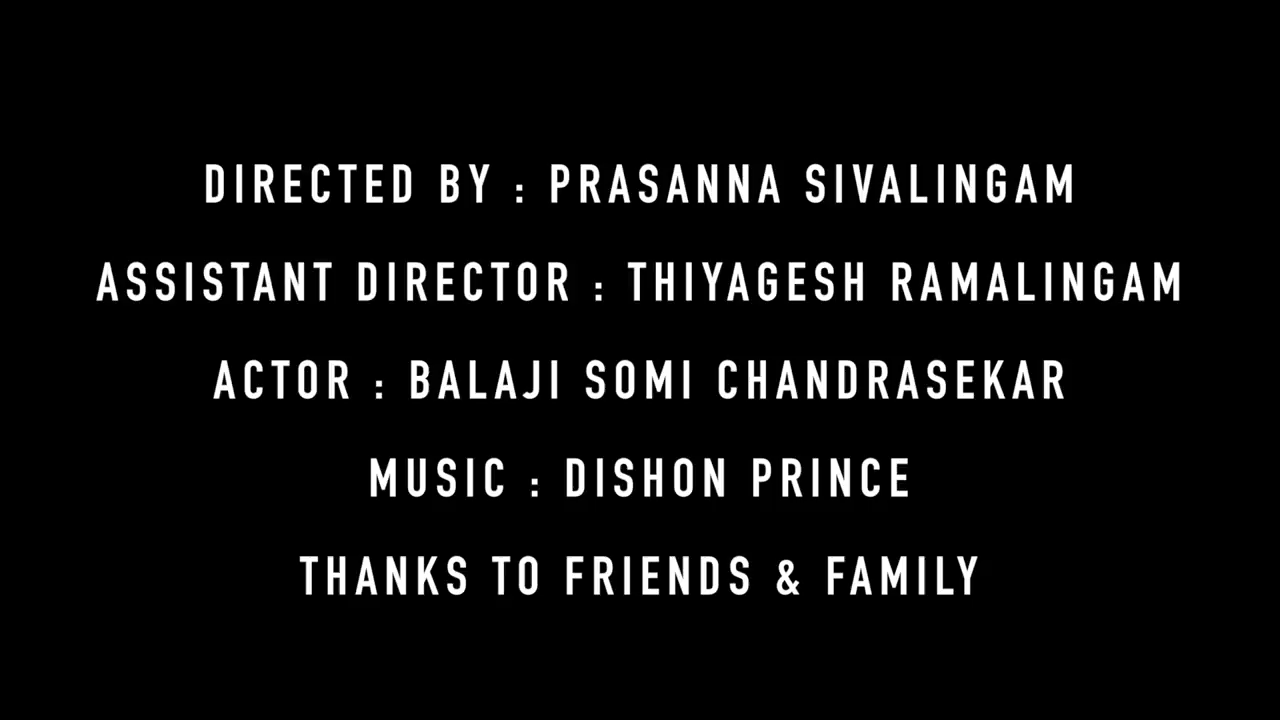 DIRECTED BY : PRASANNA SIVALINGAM
ASSISTANT DIRECTOR : THIYAGESH RAMALINGAM
ACTOR : BALAJI SOMI CHANDRASEKAR
MUSIC : DISHON PRINCE
THANKS TO FRIENDS & FAMILY